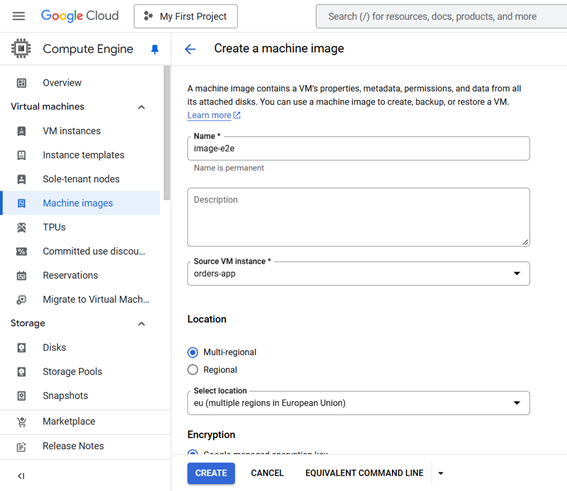 Google Cloud
My First Project
Search (/) for resources, docs, products, and more
Compute Engine
Overview
Virtual machines
VM instances
Instance templates
Sole-tenant nodes
Machine images
TPUs
Committed use discou...
Reservations
Migrate to Virtual Mach...
Storage
Disks
Storage Pools
Snapshots
Marketplace
Release Notes
Create a machine image
A machine image contains a VM's properties, metadata, permissions, and data from all
its attached disks. You can use a machine image to create, backup, or restore a VM.
Learn more
Name *
image-e2e
Name is permanent
Description
Source VM instance *
orders-app
Location
Multi-regional
Regional
Select location
eu (multiple regions in European Union)
Encryption
Google-managed encryption key
CREATE
CANCEL
EQUIVALENT COMMAND LINE